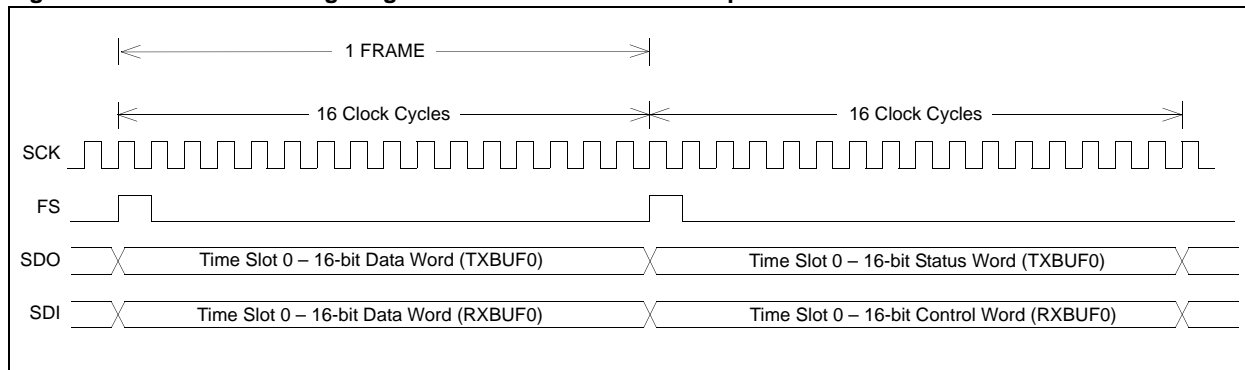 1 FRAME
16 Clock Cycles 16 Clock Cycles
SCK
FS
SDO Time Slot 0 – 16-bit Data Word (TXBUF0) Time Slot 0 – 16-bit Status Word (TXBUF0)
SDI Time Slot 0 – 16-bit Data Word (RXBUF0) Time Slot 0 – 16-bit Control Word (RXBUF0)